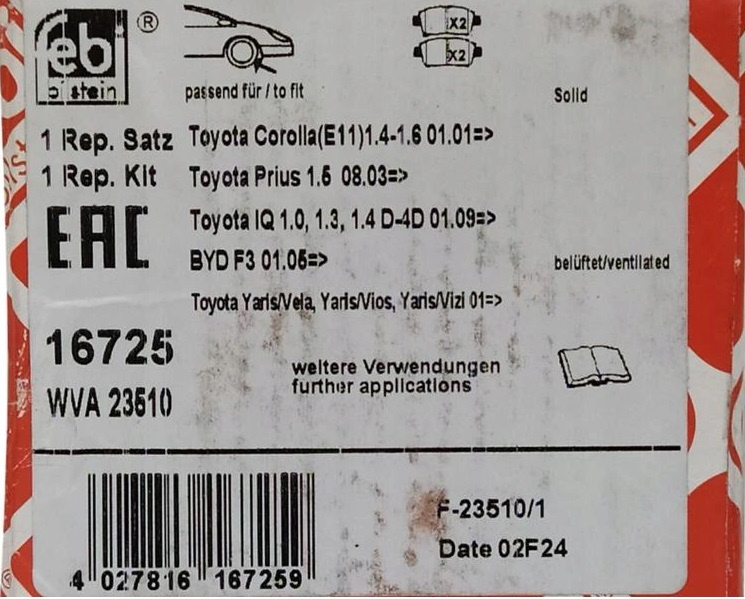 feb
bilstein
®
X2
X2
passend für / to fit
Solid
1 Rep. Satz
Toyota Corolla(E11)1.4-1.6 01.01=>
1 Rep. Kit
Toyota Prius 1.5 08.03=>
EAC
Toyota IQ 1.0, 1.3, 1.4 D-4D 01.09=>
BYD F3 01.05=>
belüftet/ventilated
Toyota Yaris/Vela, Yaris/Vios, Yaris/Vizi 01=>
16725
weitere Verwendungen
further applications
WVA 23510
F-23510/1
Date 02F24
4 027816 167259